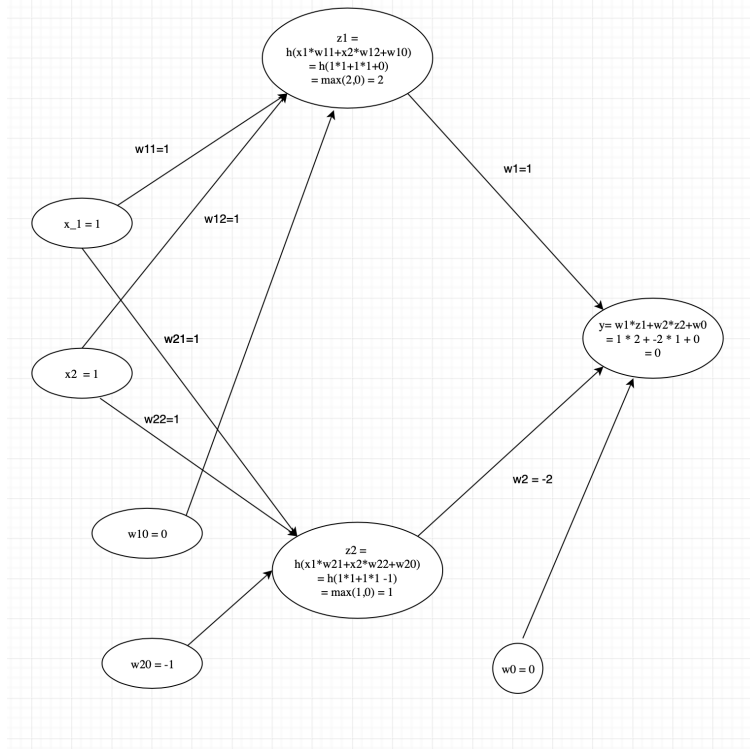 z1 =
h(x1*w11+x2*w12+w10)
= h(1*1+1*1+0)
= max(2,0) = 2
w11=1
w1=1
x_1 = 1
w12=1
w21=1
y= w1*z1+w2*z2+w0
= 1 * 2 + -2 * 1 + 0
= 0
x2 = 1
w22=1
w2 = -2
w10 = 0
z2 =
h(x1*w21+x2*w22+w20)
= h(1*1+1*1 -1)
= max(1,0) = 1
w20 = -1
w0 = 0